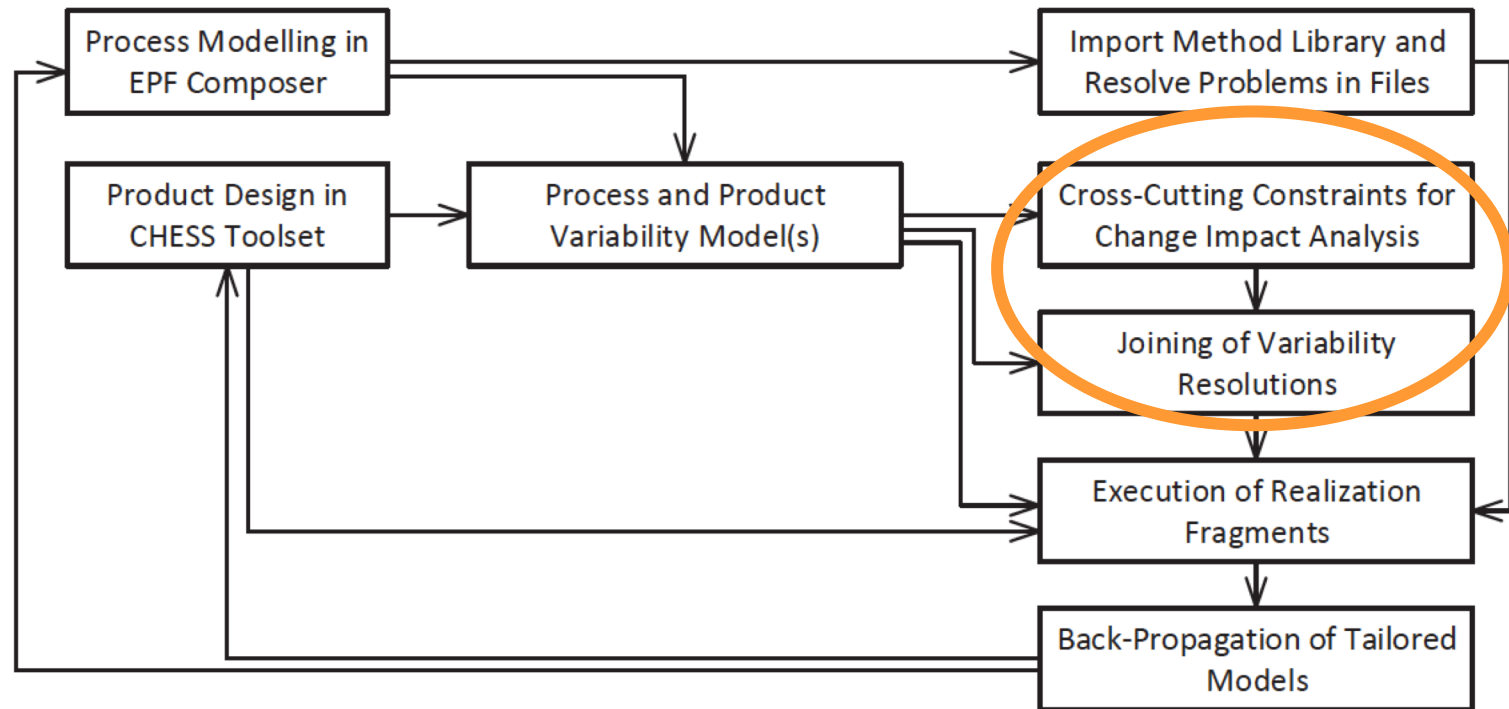 Process Modelling in
EPF Composer
Import Method Library and
Resolve Problems in Files
Product Design in
CHESS Toolset
Process and Product
Variability Model(s)
Cross-Cutting Constraints for
Change Impact Analysis
Joining of Variability
Resolutions
Execution of Realization
Fragments
Back-Propagation of Tailored
Models